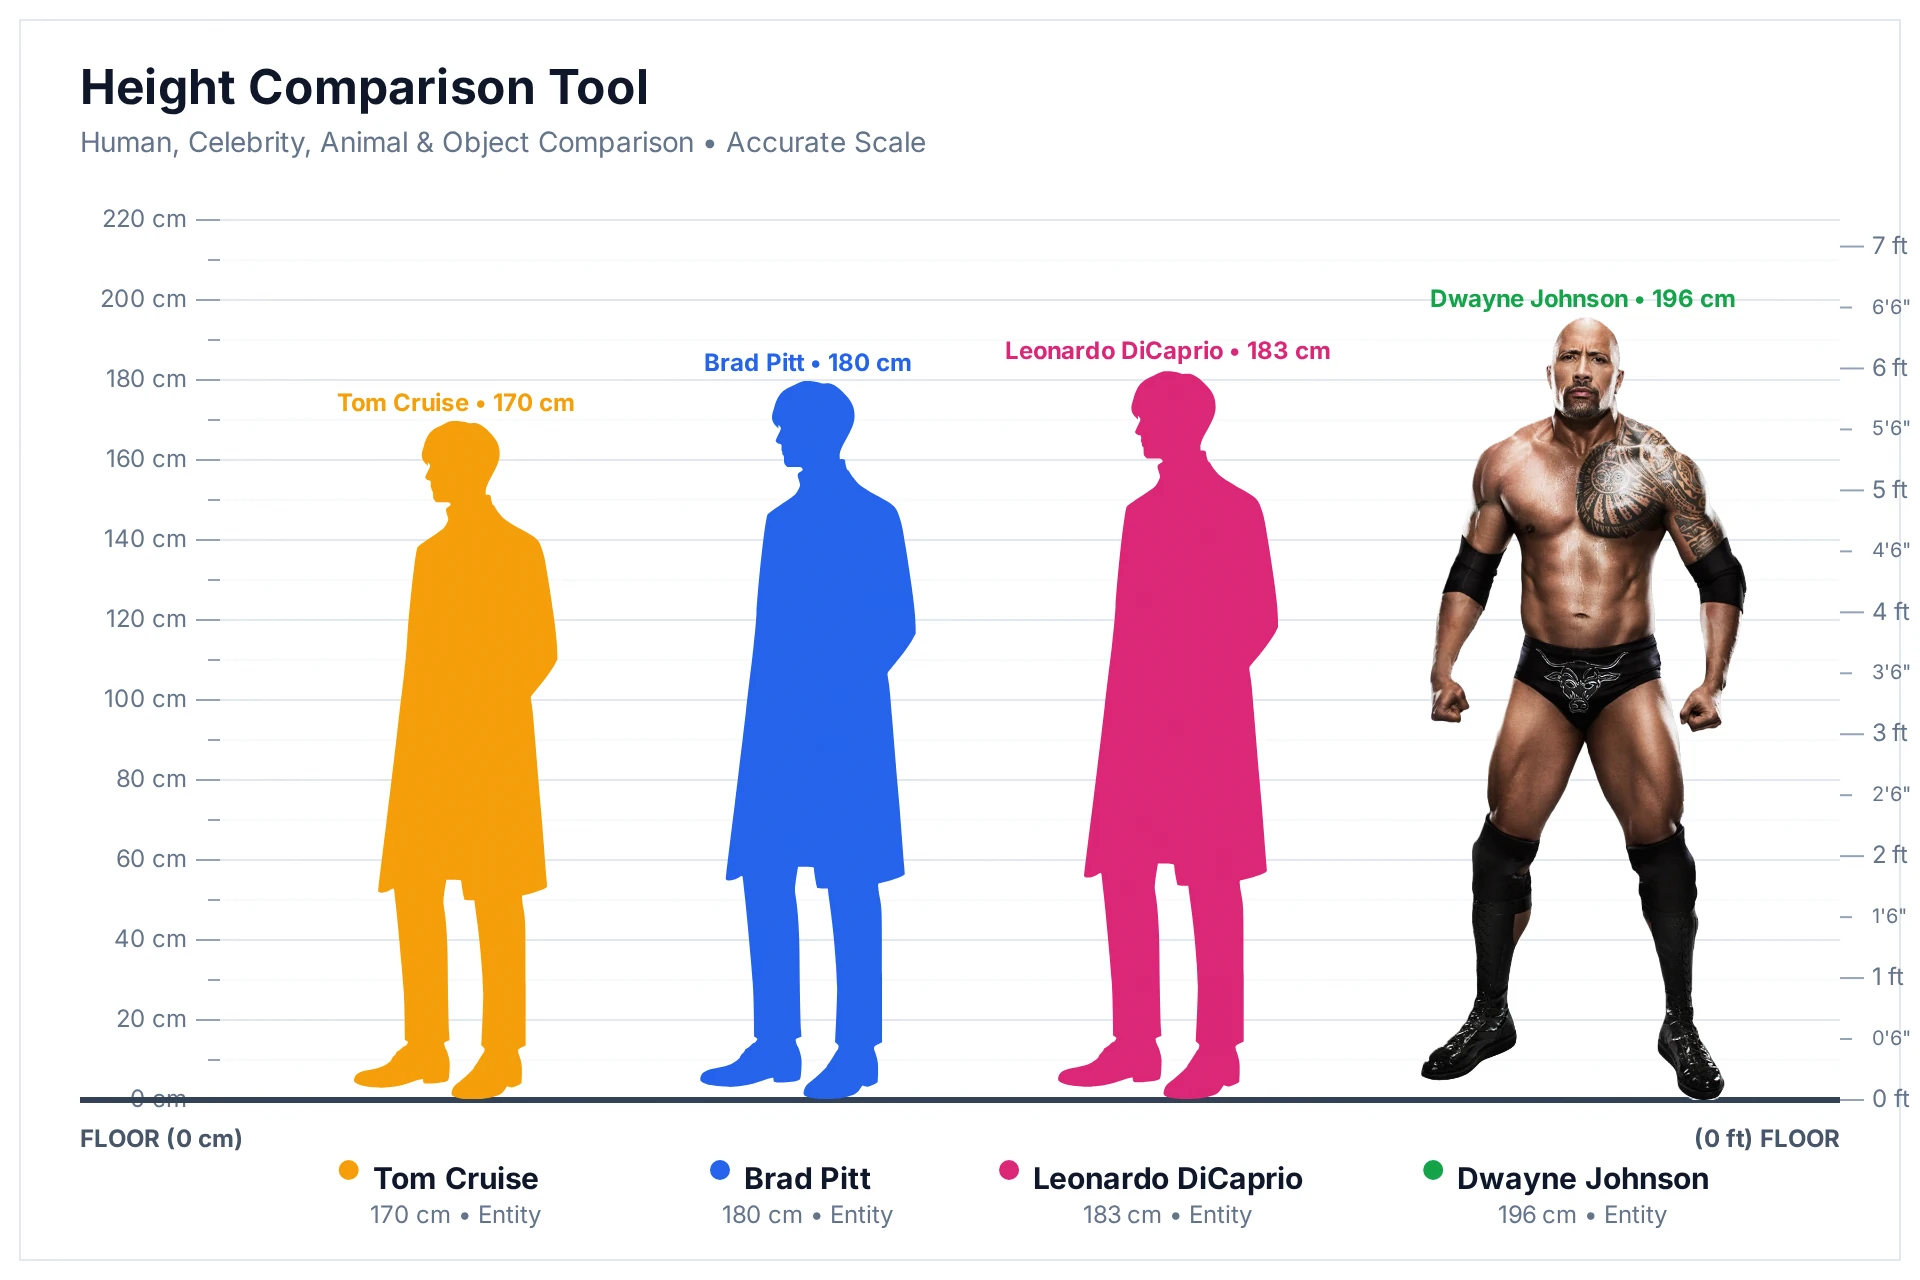 Height Comparison Tool
Human, Celebrity, Animal & Object Comparison • Accurate Scale
220 cm
7 ft
200 cm
Dwayne Johnson • 196 cm
6'6"
Leonardo DiCaprio • 183 cm
Brad Pitt • 180 cm
6 ft
180 cm
Tom Cruise • 170 cm
5'6"
160 cm
5 ft
140 cm
4'6"
120 cm
4 ft
100 cm
3'6"
3 ft
80 cm
2'6"
60 cm
2 ft
1'6"
40 cm
1 ft
20 cm
0'6"
0 cm
0 ft
FLOOR (0 cm)
(0 ft) FLOOR
Tom Cruise
Brad Pitt
Leonardo DiCaprio
Dwayne Johnson
170 cm • Entity
180 cm • Entity
183 cm • Entity
196 cm • Entity